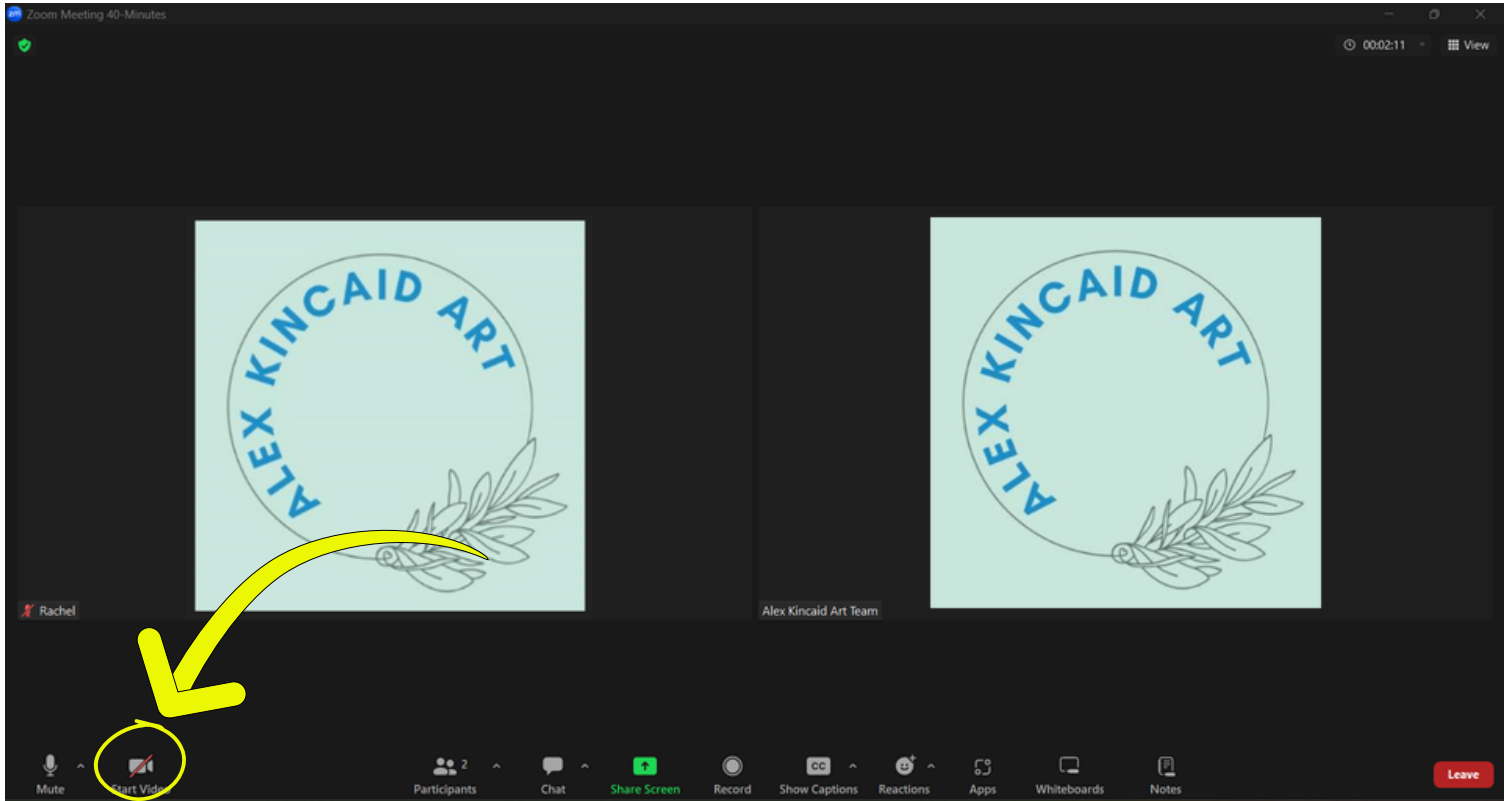 zm Zoom Meeting 40-Minutes
00:02:11 View
ALEX KINCAID ART
ALEX KINCAID ART
Rachel
Alex Kincaid Art Team
2
CC
Mute
Start Video
Participants
Chat
Share Screen
Record
Show Captions
Reactions
Apps
Whiteboards
Notes
Leave